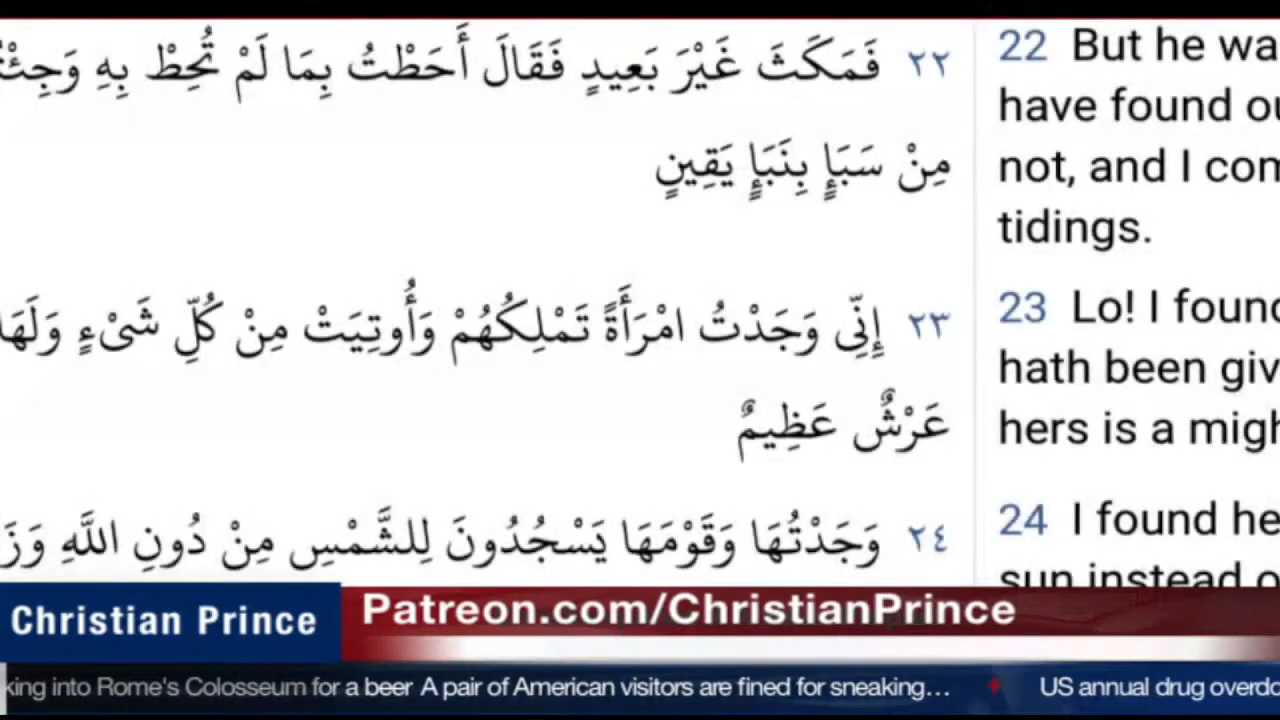 ٢٢ فَمَكَثَ غَيْرَ بَعِيدٍ فَقَالَ أَحَطْتُ بِمَا لَمْ تُحِطْ بِهِ
مِنْ سَبَإٍ بِنَبَإٍ يَقِينٍ
٢٣ إِنِّى وَجَدْتُ امْرَأَةً تَمْلِكُهُمْ وَأُوتِيَتْ مِنْ كُلِّ شَىْءٍ وَلَهَا
عَرْشٌ عَظِيمٌ
٢٤ وَجَدْتُهَا وَقَوْمَهَا يَسْجُدُونَ لِلشَّمْسِ مِنْ دُونِ اللَّهِ
22 But he wa
have found ou
not, and I com
tidings.
23 Lo! I found
hath been giv
hers is a migh
24 I found he
sun instead o
Christian Prince
Patreon.com/ChristianPrince
king into Rome's Colosseum for a beer A pair of American visitors are fined for sneaking... US annual drug overdo